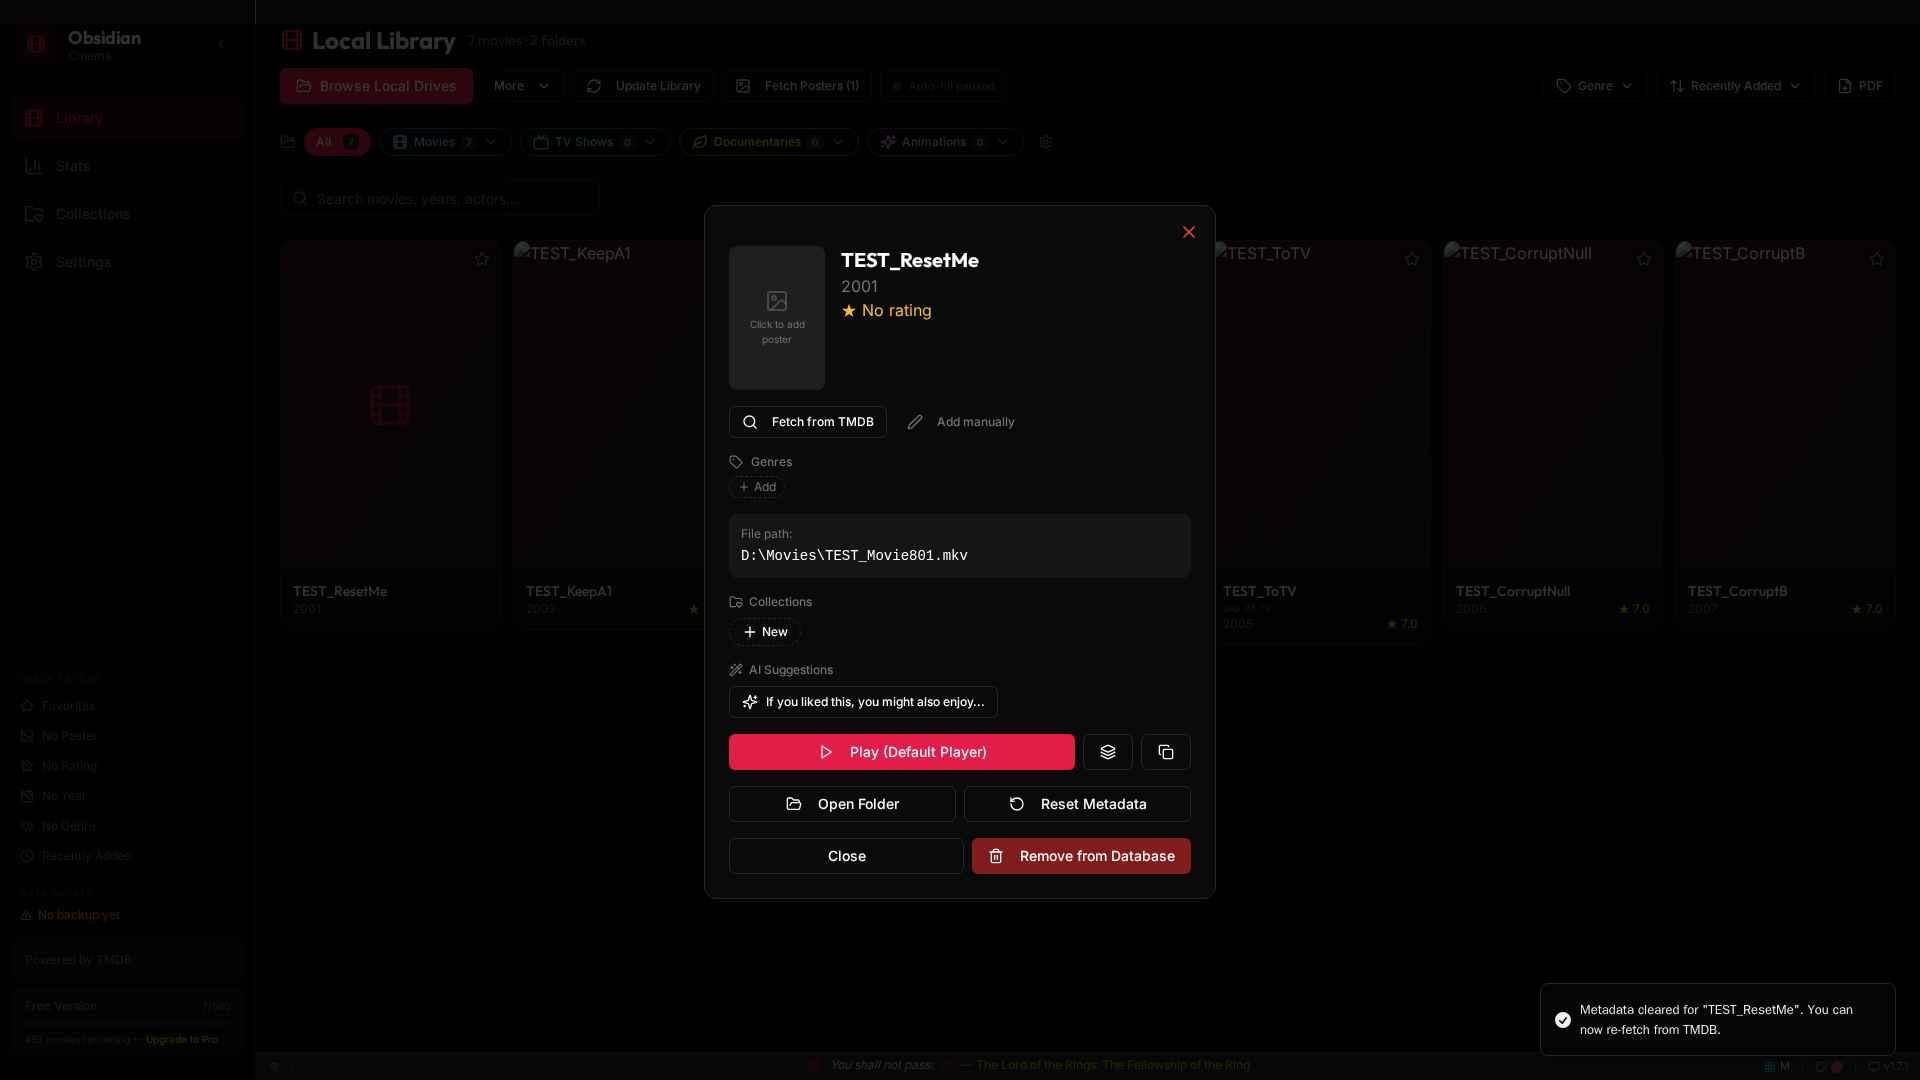 Obsidian
Cinema
Library
Stats
Collections
Settings
Favorites
No Poster
No Rating
No Year
No Genre
Recently Added
No backup yet
Powered by TMDB
Free Version
Upgrade to Pro
Local Library
7 movies · 2 folders
Browse Local Drives
More
Update Library
Fetch Posters (1)
Auto-fill paused
Genre
Recently Added
PDF
All 7
Movies 7
TV Shows 0
Documentaries 0
Animations 0
Search movies, years, actors...
TEST_ResetMe
2001
TEST_KeepA1
TEST_KeepA1
2003
TEST_ToTV
TEST_ToTV
2005
★ 7.0
TEST_CorruptNull
TEST_CorruptNull
2006
★ 7.0
TEST_CorruptB
TEST_CorruptB
2007
★ 7.0
TEST_ResetMe
2001
★ No rating
Click to add
poster
Fetch from TMDB
Add manually
Genres
+ Add
File path:
D:\Movies\TEST_Movie801.mkv
Collections
+ New
AI Suggestions
If you liked this, you might also enjoy...
Play (Default Player)
Open Folder
Reset Metadata
Close
Remove from Database
Metadata cleared for "TEST_ResetMe". You can
now re-fetch from TMDB.
You shall not pass! — The Lord of the Rings: The Fellowship of the Ring
M